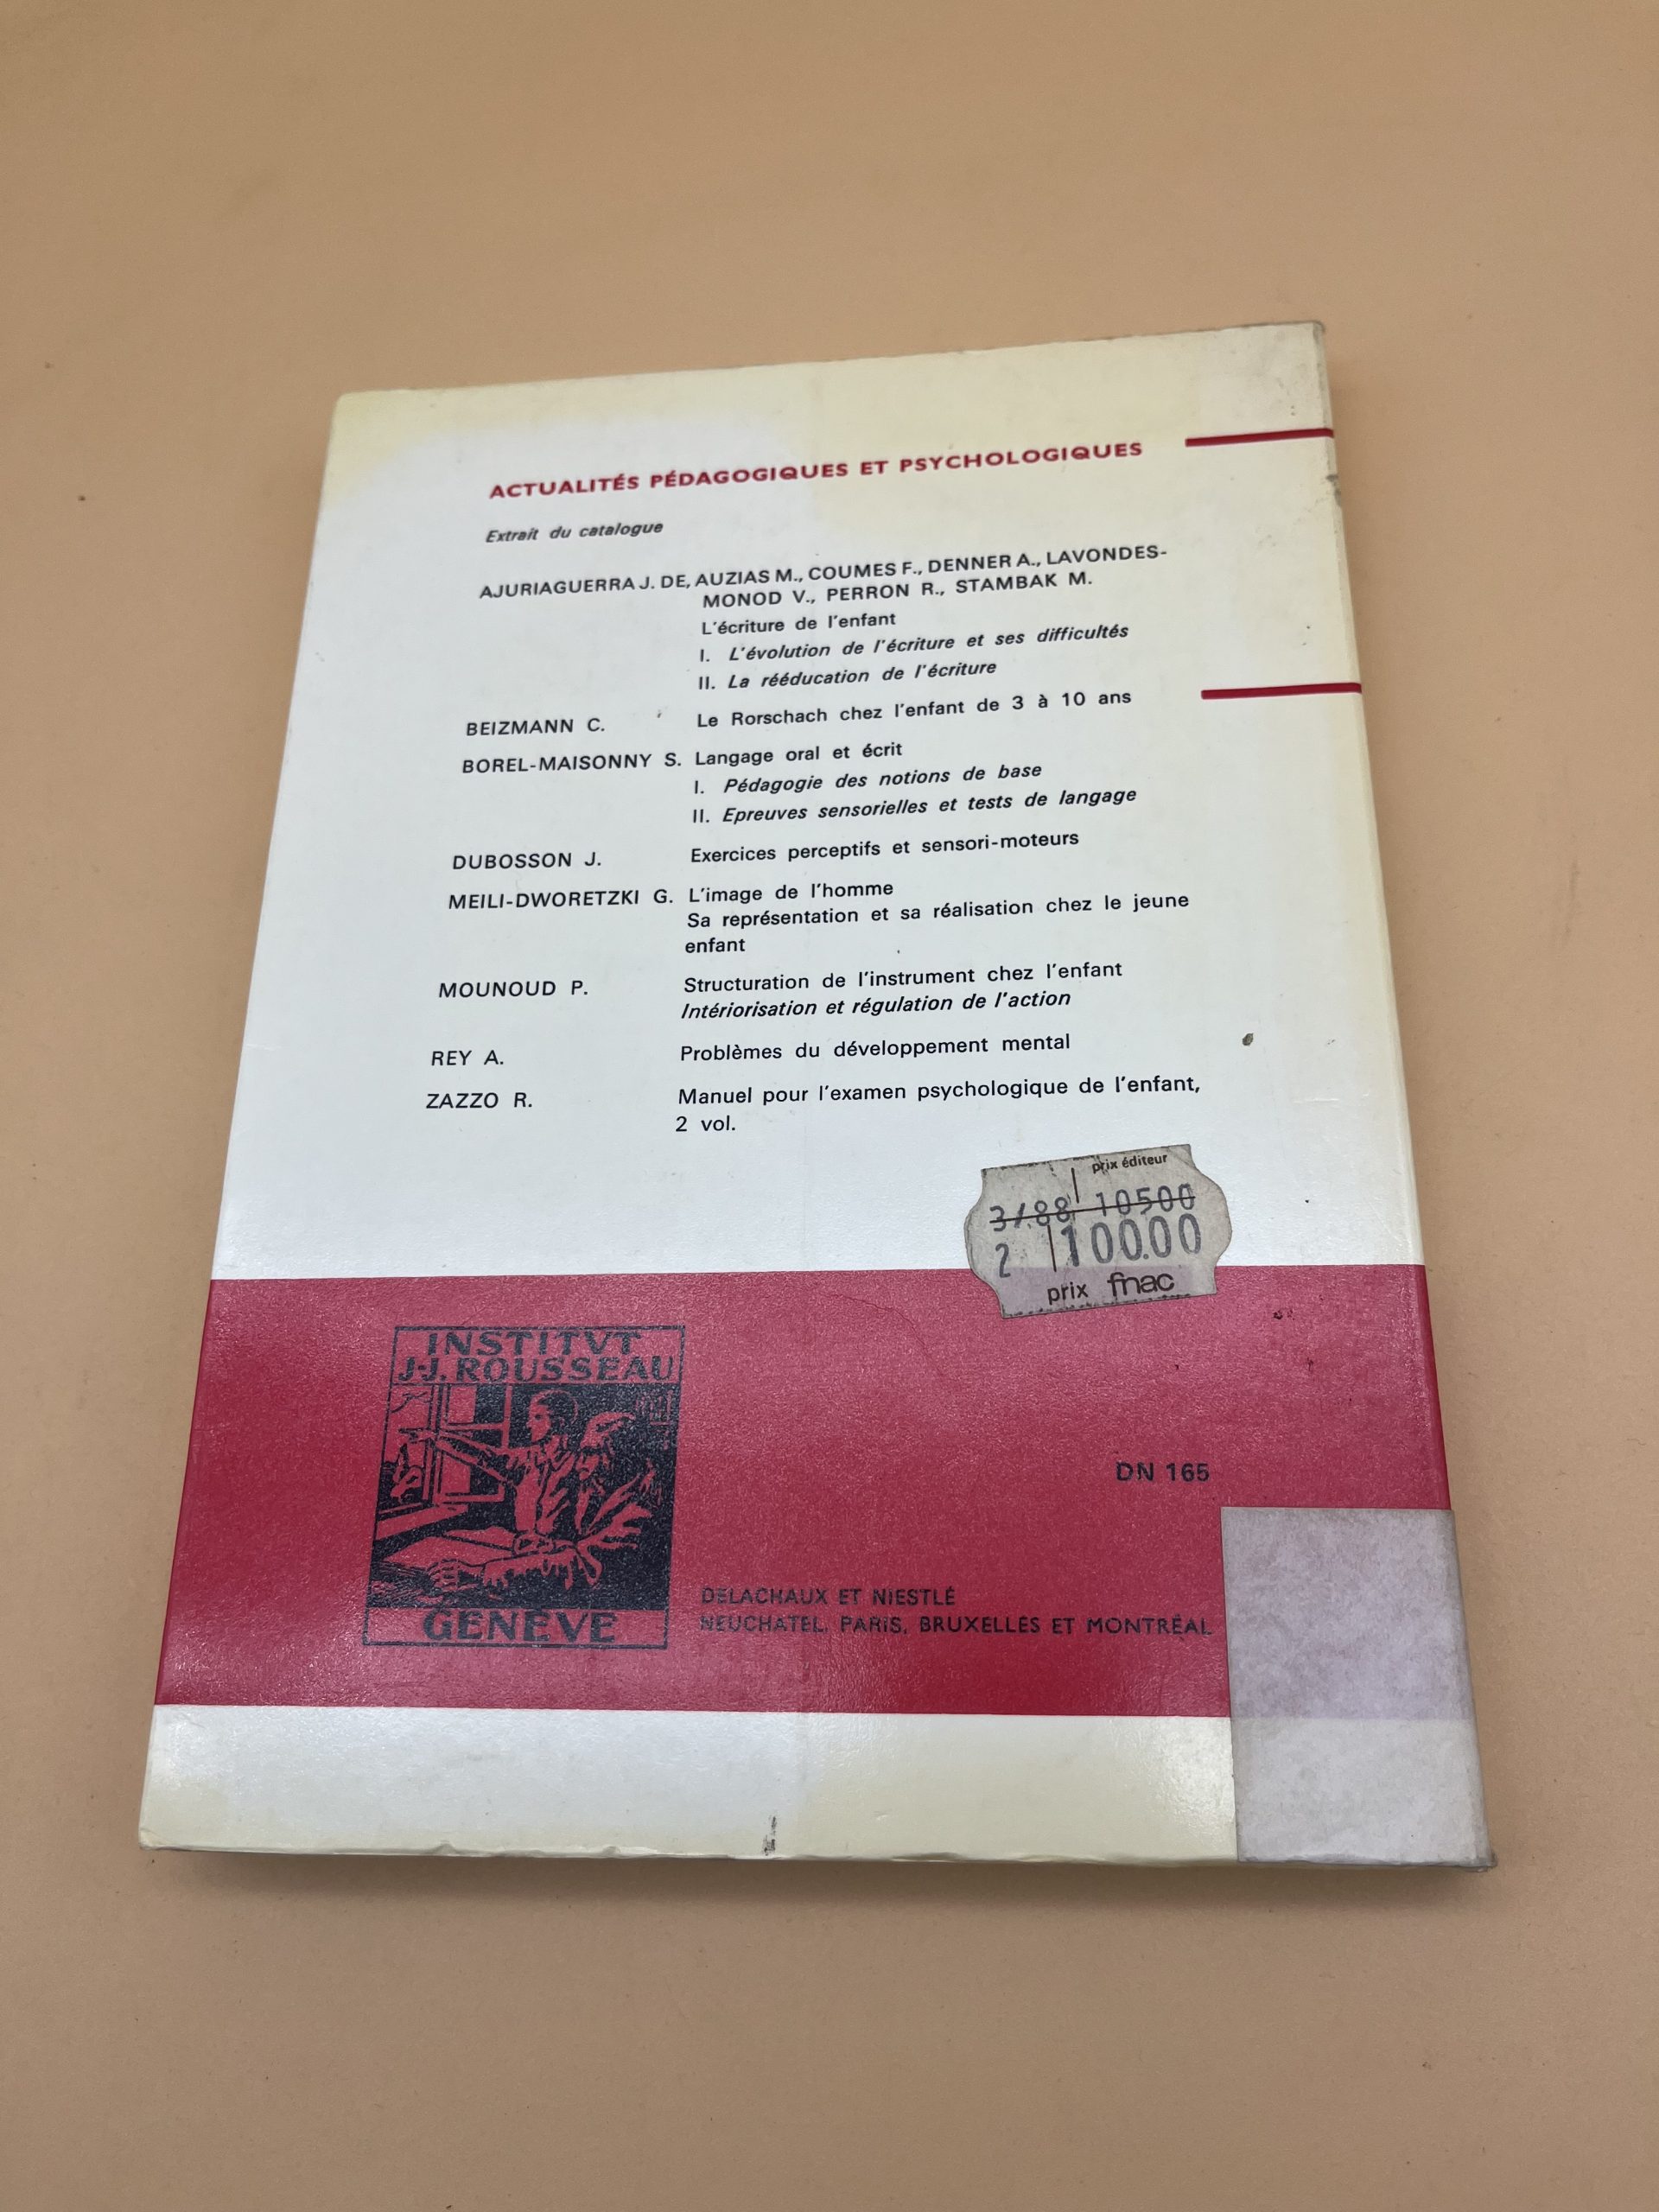 ACTUALITÉS PÉDAGOGIQUES ET PSYCHOLOGIQUES
Extrait du catalogue
AJURIAGUERRA J. DE, AUZIAS M., COUMES F., DENNER A., LAVONDES-
MONOD V., PERRON R., STAMBAK M.
L'écriture de l'enfant
I. L'évolution de l'écriture et ses difficultés
II. La rééducation de l'écriture
BEIZMANN C. Le Rorschach chez l'enfant de 3 à 10 ans
BOREL-MAISONNY S. Langage oral et écrit
I. Pédagogie des notions de base
II. Epreuves sensorielles et tests de langage
DUBOSSON J. Exercices perceptifs et sensori-moteurs
MEILI-DWORETZKI G. L'image de l'homme
Sa représentation et sa réalisation chez le jeune
enfant
MOUNOUD P. Structuration de l'instrument chez l'enfant
Intériorisation et régulation de l'action
REY A. Problèmes du développement mental
ZAZZO R. Manuel pour l'examen psychologique de l'enfant,
2 vol.
prix éditeur
3/.88 10500
2 100.00
prix fnac
INSTITVT
J-J. ROUSSEAU
GENÈVE
DN 165
DELACHAUX ET NIESTLÉ
NEUCHATEL, PARIS, BRUXELLES ET MONTRÉAL